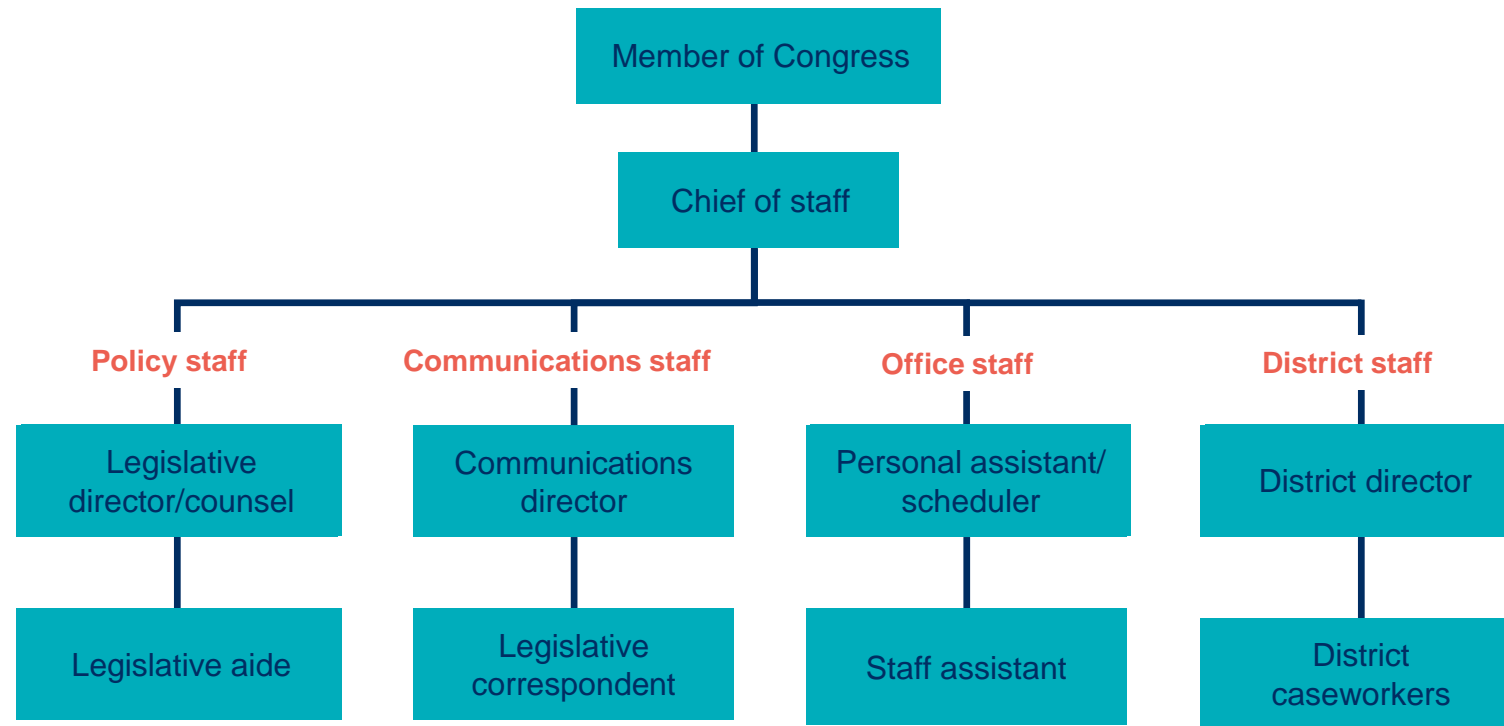 Member of Congress
Chief of staff
Policy staff
Communications staff
Office staff
District staff
Legislative
director/counsel
Communications
director
Personal assistant/
scheduler
District director
Legislative aide
Legislative
correspondent
Staff assistant
District
caseworkers